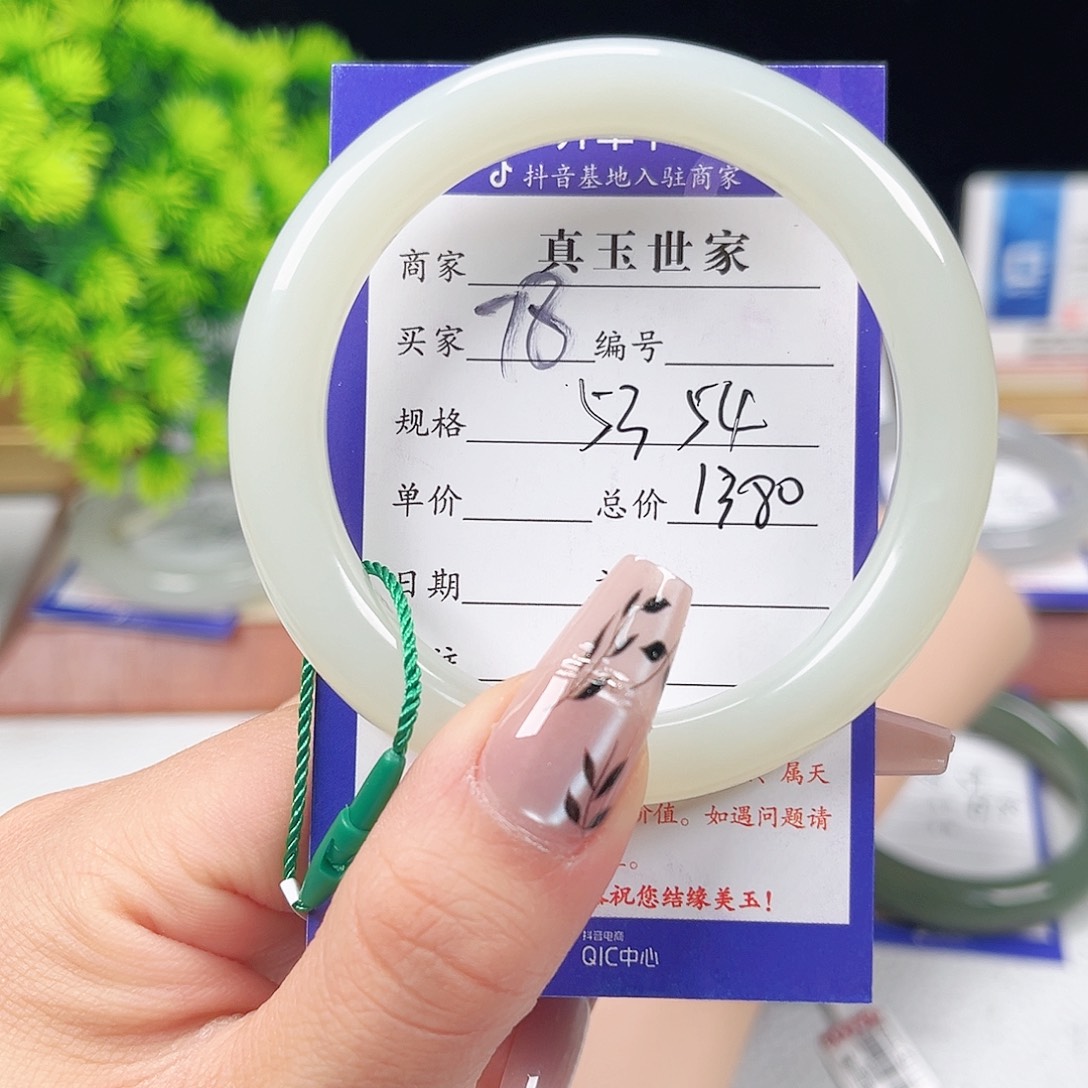 抖音基地入驻商家
商家 真玉世家
买家 78 编号
规格 53 54
单价 总价 1380
日期
、属天
价值。如遇问题请
祝您结缘美玉!
抖音电商
QIC中心